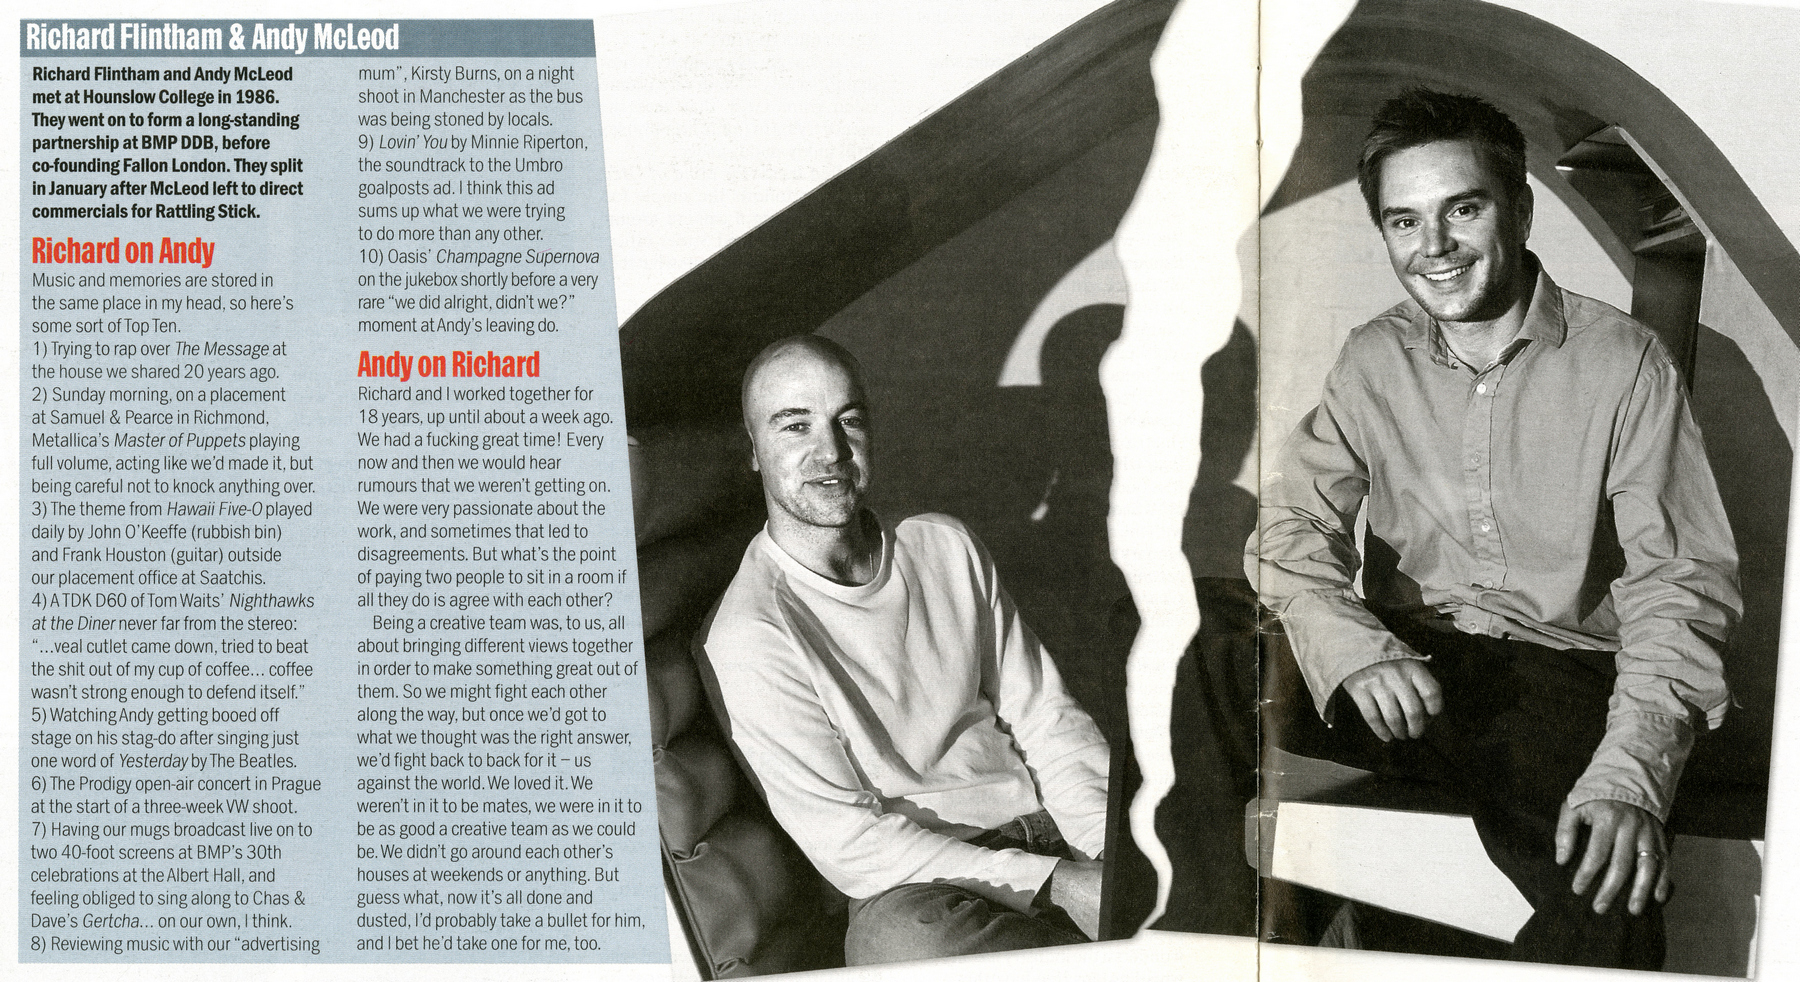 Richard Flintham & Andy McLeod
Richard Flintham and Andy McLeod
met at Hounslow College in 1986.
They went on to form a long-standing
partnership at BMP DDB, before
co-founding Fallon London. They split
in January after McLeod left to direct
commercials for Rattling Stick.
Richard on Andy
Music and memories are stored in
the same place in my head, so here's
some sort of Top Ten.
1) Trying to rap over The Message at
the house we shared 20 years ago.
2) Sunday morning, on a placement
at Samuel & Pearce in Richmond,
Metallica's Master of Puppets playing
full volume, acting like we'd made it, but
being careful not to knock anything over.
3) The theme from Hawaii Five-O played
daily by John O'Keeffe (rubbish bin)
and Frank Houston (guitar) outside
our placement office at Saatchis.
4) A TDK D60 of Tom Waits' Nighthawks
at the Diner never far from the stereo:
“...veal cutlet came down, tried to beat
the shit out of my cup of coffee... coffee
wasn't strong enough to defend itself.”
5) Watching Andy getting booed off
stage on his stag-do after singing just
one word of Yesterday by The Beatles.
6) The Prodigy open-air concert in Prague
at the start of a three-week VW shoot.
7) Having our mugs broadcast live on to
two 40-foot screens at BMP's 30th
celebrations at the Albert Hall, and
feeling obliged to sing along to Chas &
Dave's Gertcha... on our own, I think.
8) Reviewing music with our “advertising
mum”, Kirsty Burns, on a night
shoot in Manchester as the bus
was being stoned by locals.
9) Lovin' You by Minnie Riperton,
the soundtrack to the Umbro
goalposts ad. I think this ad
sums up what we were trying
to do more than any other.
10) Oasis' Champagne Supernova
on the jukebox shortly before a very
rare “we did alright, didn't we?”
moment at Andy's leaving do.
Andy on Richard
Richard and I worked together for
18 years, up until about a week ago.
We had a fucking great time! Every
now and then we would hear
rumours that we weren't getting on.
We were very passionate about the
work, and sometimes that led to
disagreements. But what's the point
of paying two people to sit in a room if
all they do is agree with each other?
Being a creative team was, to us, all
about bringing different views together
in order to make something great out of
them. So we might fight each other
along the way, but once we'd got to
what we thought was the right answer,
we'd fight back to back for it – us
against the world. We loved it. We
weren't in it to be mates, we were in it to
be as good a creative team as we could
be. We didn't go around each other's
houses at weekends or anything. But
guess what, now it's all done and
dusted, I'd probably take a bullet for him,
and I bet he'd take one for me, too.